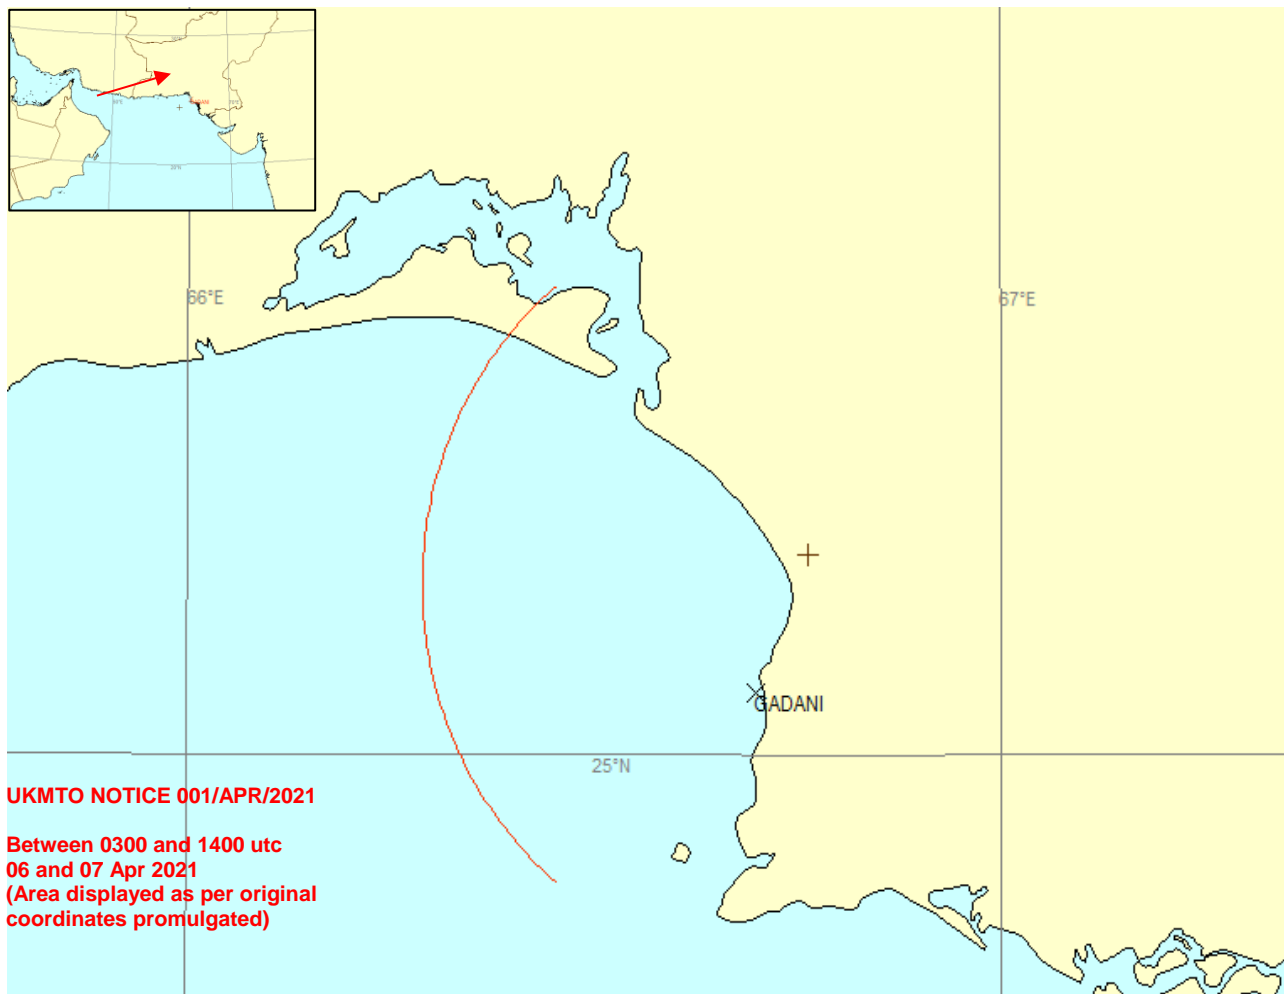 66°E
67°E
GADANI
25°N
UKMTO NOTICE 001/APR/2021
Between 0300 and 1400 utc
06 and 07 Apr 2021
(Area displayed as per original
coordinates promulgated)